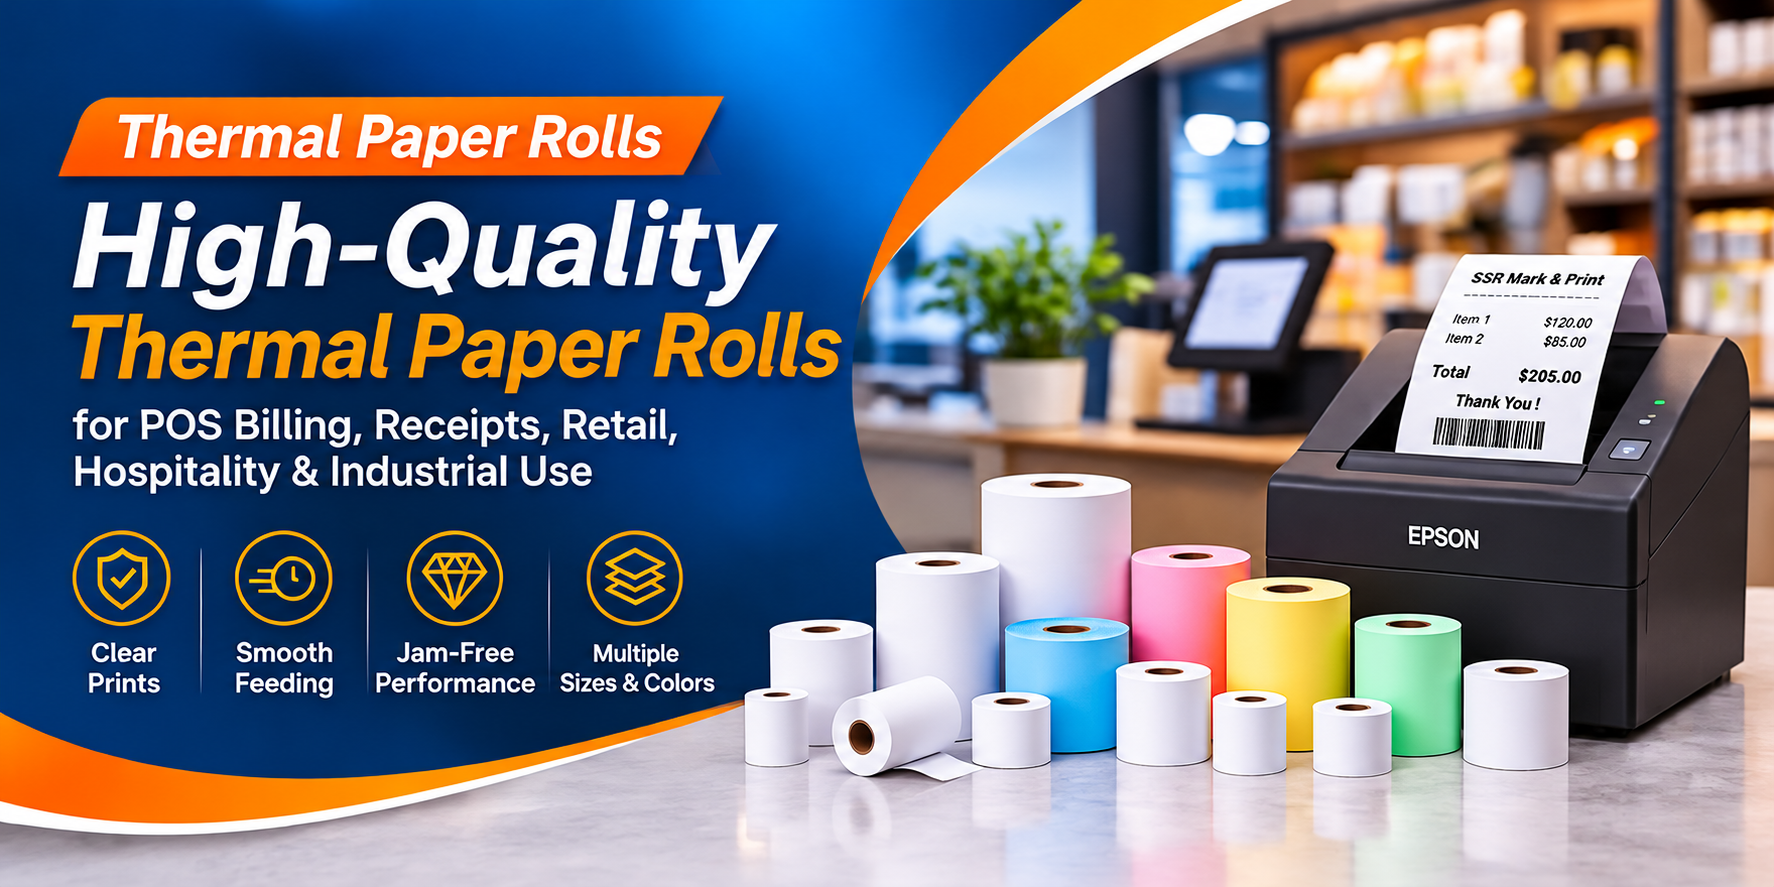 Thermal Paper Rolls
High-Quality
Thermal Paper Rolls
for POS Billing, Receipts, Retail,
Hospitality & Industrial Use
Clear
Prints
Smooth
Feeding
Jam-Free
Performance
Multiple
Sizes & Colors
SSR Mark & Print
Item 1 $120.00
Item 2 $85.00
Total $205.00
Thank You !
EPSON